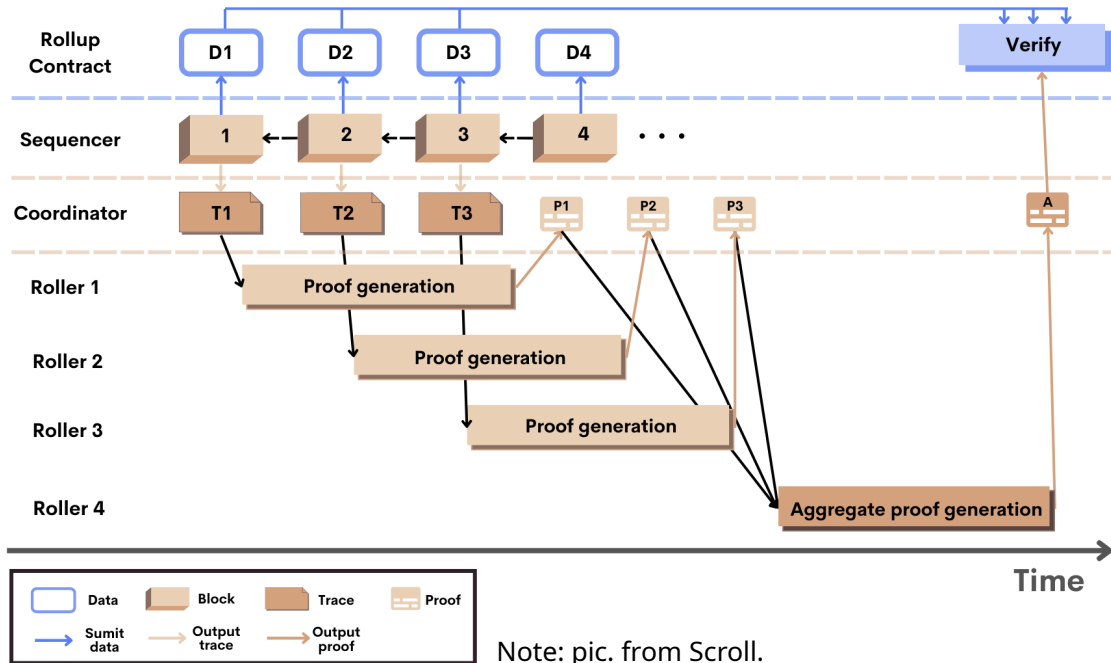 Rollup
Contract
D1
D2
D3
D4
Verify
Sequencer
1
2
3
4
Coordinator
T1
T2
T3
P1
P2
P3
A
Roller 1
Proof generation
Roller 2
Proof generation
Roller 3
Proof generation
Roller 4
Aggregate proof generation
Time
Data
Block
Trace
Proof
Sumit
data
Output
trace
Output
proof
Note: pic. from Scroll.